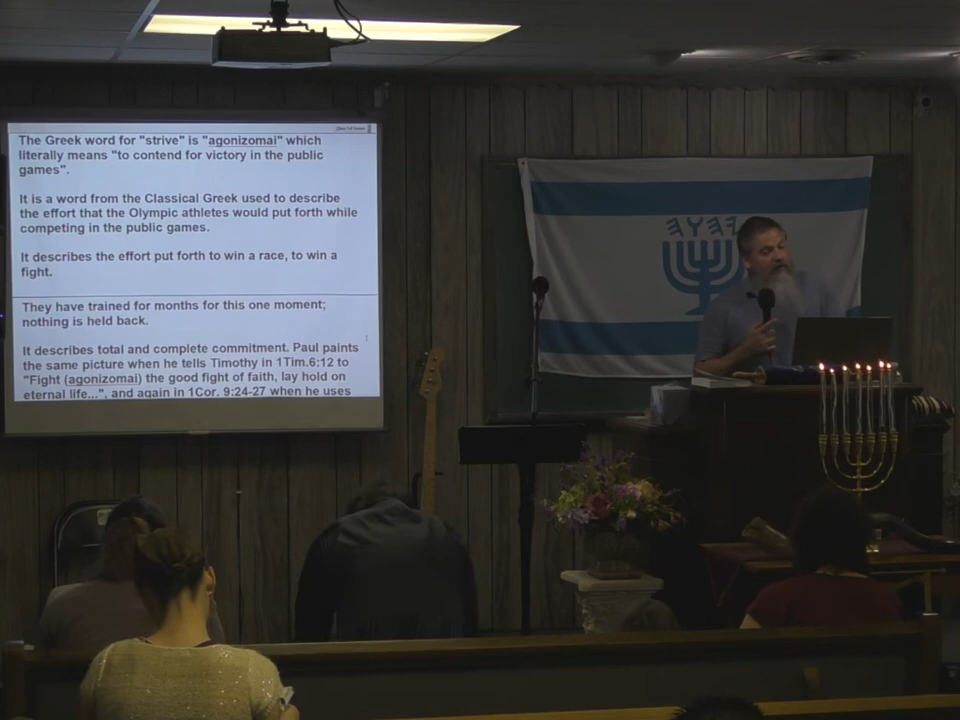 The Greek word for "strive" is "agonizomai" which
literally means "to contend for victory in the public
games".
It is a word from the Classical Greek used to describe
the effort that the Olympic athletes would put forth while
competing in the public games.
It describes the effort put forth to win a race, to win a
fight.
They have trained for months for this one moment;
nothing is held back.
It describes total and complete commitment. Paul paints
the same picture when he tells Timothy in 1Tim.6:12 to
"Fight (agonizomai) the good fight of faith, lay hold on
eternal life...", and again in 1Cor. 9:24-27 when he uses
𐤉𐤄𐤅𐤄